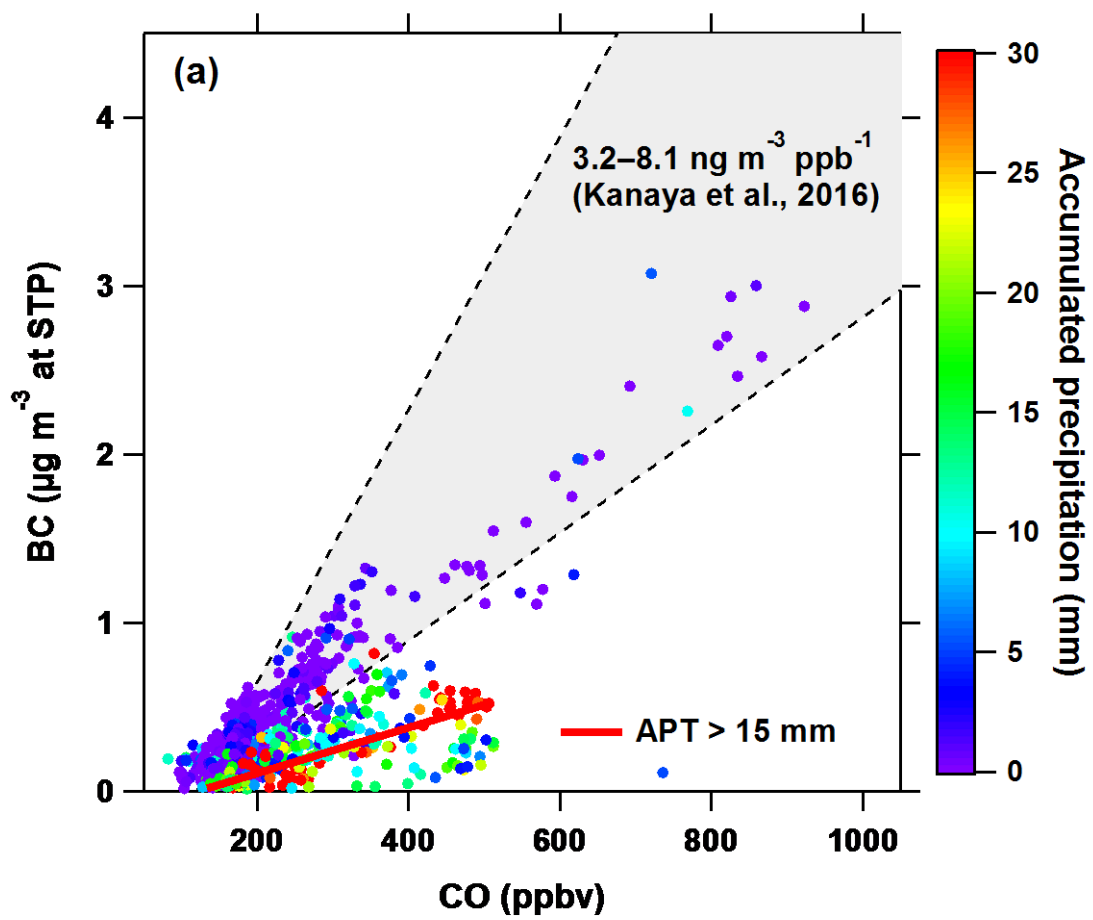 (a)
3.2–8.1 ng m⁻³ ppb⁻¹
(Kanaya et al., 2016)
APT > 15 mm
BC (µg m⁻³ at STP)
4
3
2
1
0
200 400 600 800 1000
CO (ppbv)
30
25
20
15
10
5
0
Accumulated precipitation (mm)